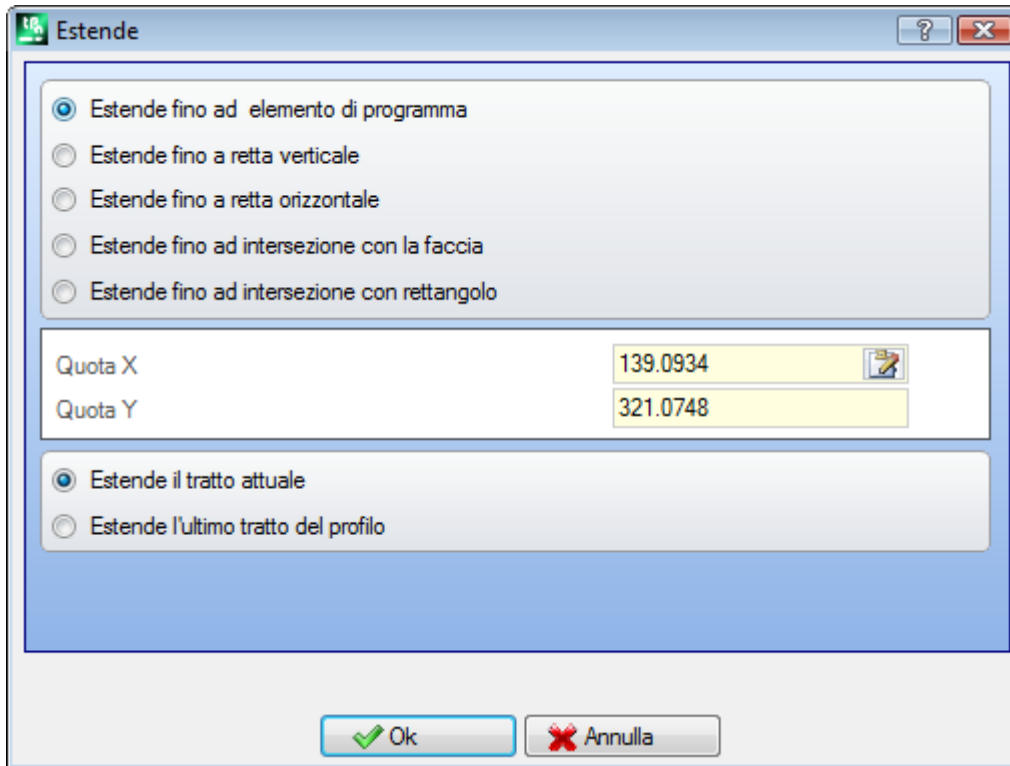 Estende
Estende fino ad  elemento di programma
Estende fino a retta verticale
Estende fino a retta orizzontale
Estende fino ad intersezione con la faccia
Estende fino ad intersezione con rettangolo
Quota X 139.0934
Quota Y 321.0748
Estende il tratto attuale
Estende l'ultimo tratto del profilo
Ok Annulla